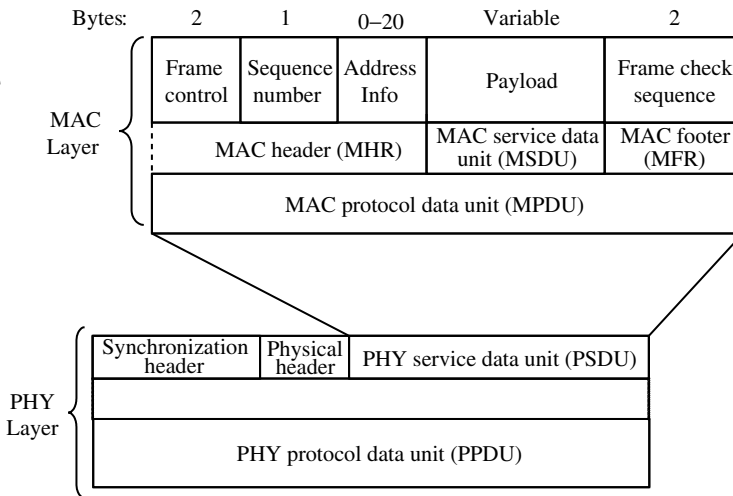 Bytes: 2 1 0–20 Variable 2
Frame control
Sequence number
Address Info
Payload
Frame check sequence
MAC Layer
MAC header (MHR)
MAC service data unit (MSDU)
MAC footer (MFR)
MAC protocol data unit (MPDU)
Synchronization header
Physical header
PHY service data unit (PSDU)
PHY Layer
PHY protocol data unit (PPDU)